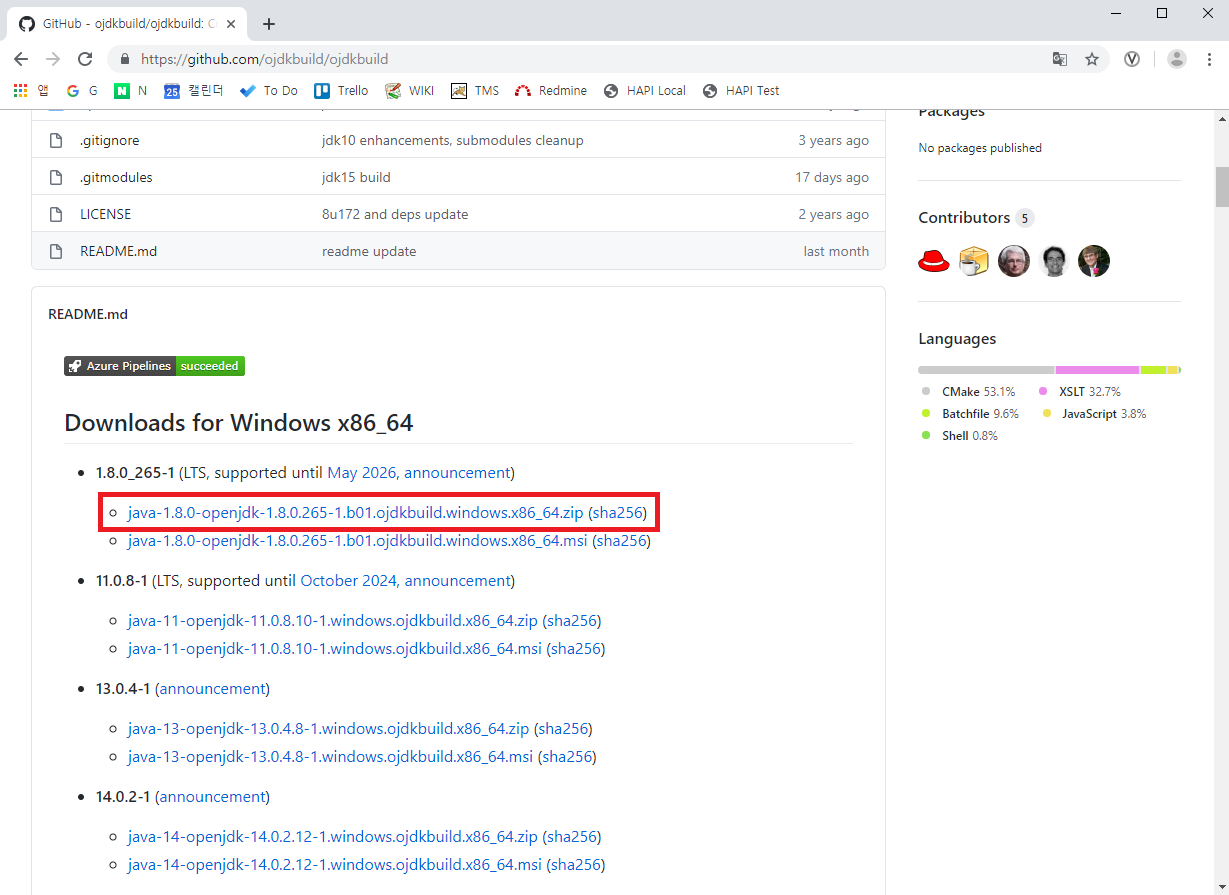 GitHub - ojdkbuild/ojdkbuild: C
https://github.com/ojdkbuild/ojdkbuild
앱 G N 25 캘린더 To Do Trello WIKI TMS Redmine HAPI Local HAPI Test
Packages
.gitignore jdk10 enhancements, submodules cleanup 3 years ago
No packages published
.gitmodules jdk15 build 17 days ago
LICENSE 8u172 and deps update 2 years ago
Contributors 5
README.md readme update last month
README.md
Languages
Azure Pipelines succeeded
CMake 53.1% XSLT 32.7%
Batchfile 9.6% JavaScript 3.8%
Shell 0.8%
Downloads for Windows x86_64
1.8.0_265-1 (LTS, supported until May 2026, announcement)
java-1.8.0-openjdk-1.8.0.265-1.b01.ojdkbuild.windows.x86_64.zip (sha256)
java-1.8.0-openjdk-1.8.0.265-1.b01.ojdkbuild.windows.x86_64.msi (sha256)
11.0.8-1 (LTS, supported until October 2024, announcement)
java-11-openjdk-11.0.8.10-1.windows.ojdkbuild.x86_64.zip (sha256)
java-11-openjdk-11.0.8.10-1.windows.ojdkbuild.x86_64.msi (sha256)
13.0.4-1 (announcement)
java-13-openjdk-13.0.4.8-1.windows.ojdkbuild.x86_64.zip (sha256)
java-13-openjdk-13.0.4.8-1.windows.ojdkbuild.x86_64.msi (sha256)
14.0.2-1 (announcement)
java-14-openjdk-14.0.2.12-1.windows.ojdkbuild.x86_64.zip (sha256)
java-14-openjdk-14.0.2.12-1.windows.ojdkbuild.x86_64.msi (sha256)